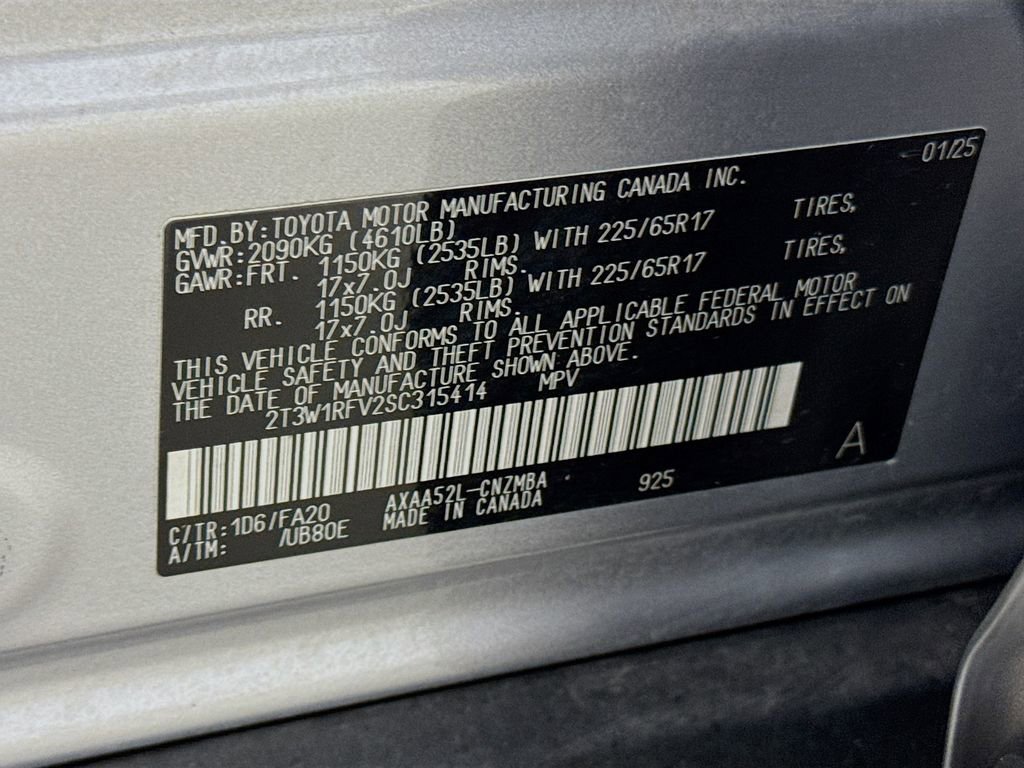 01/25
MFD.BY:TOYOTA MOTOR MANUFACTURING CANADA INC.
GVWR:2090KG (4610LB)
GAWR:FRT. 1150KG (2535LB) WITH 225/65R17 TIRES,
17x7.0J RIMS.
RR. 1150KG (2535LB) WITH 225/65R17 TIRES,
17x7.0J RIMS.
THIS VEHICLE CONFORMS TO ALL APPLICABLE FEDERAL MOTOR
VEHICLE SAFETY AND THEFT PREVENTION STANDARDS IN EFFECT ON
THE DATE OF MANUFACTURE SHOWN ABOVE.
2T3W1RFV2SC315414 MPV
A
C/TR:1D6/FA20 AXAA52L-CNZMBA 925
A/TM: /UB80E MADE IN CANADA